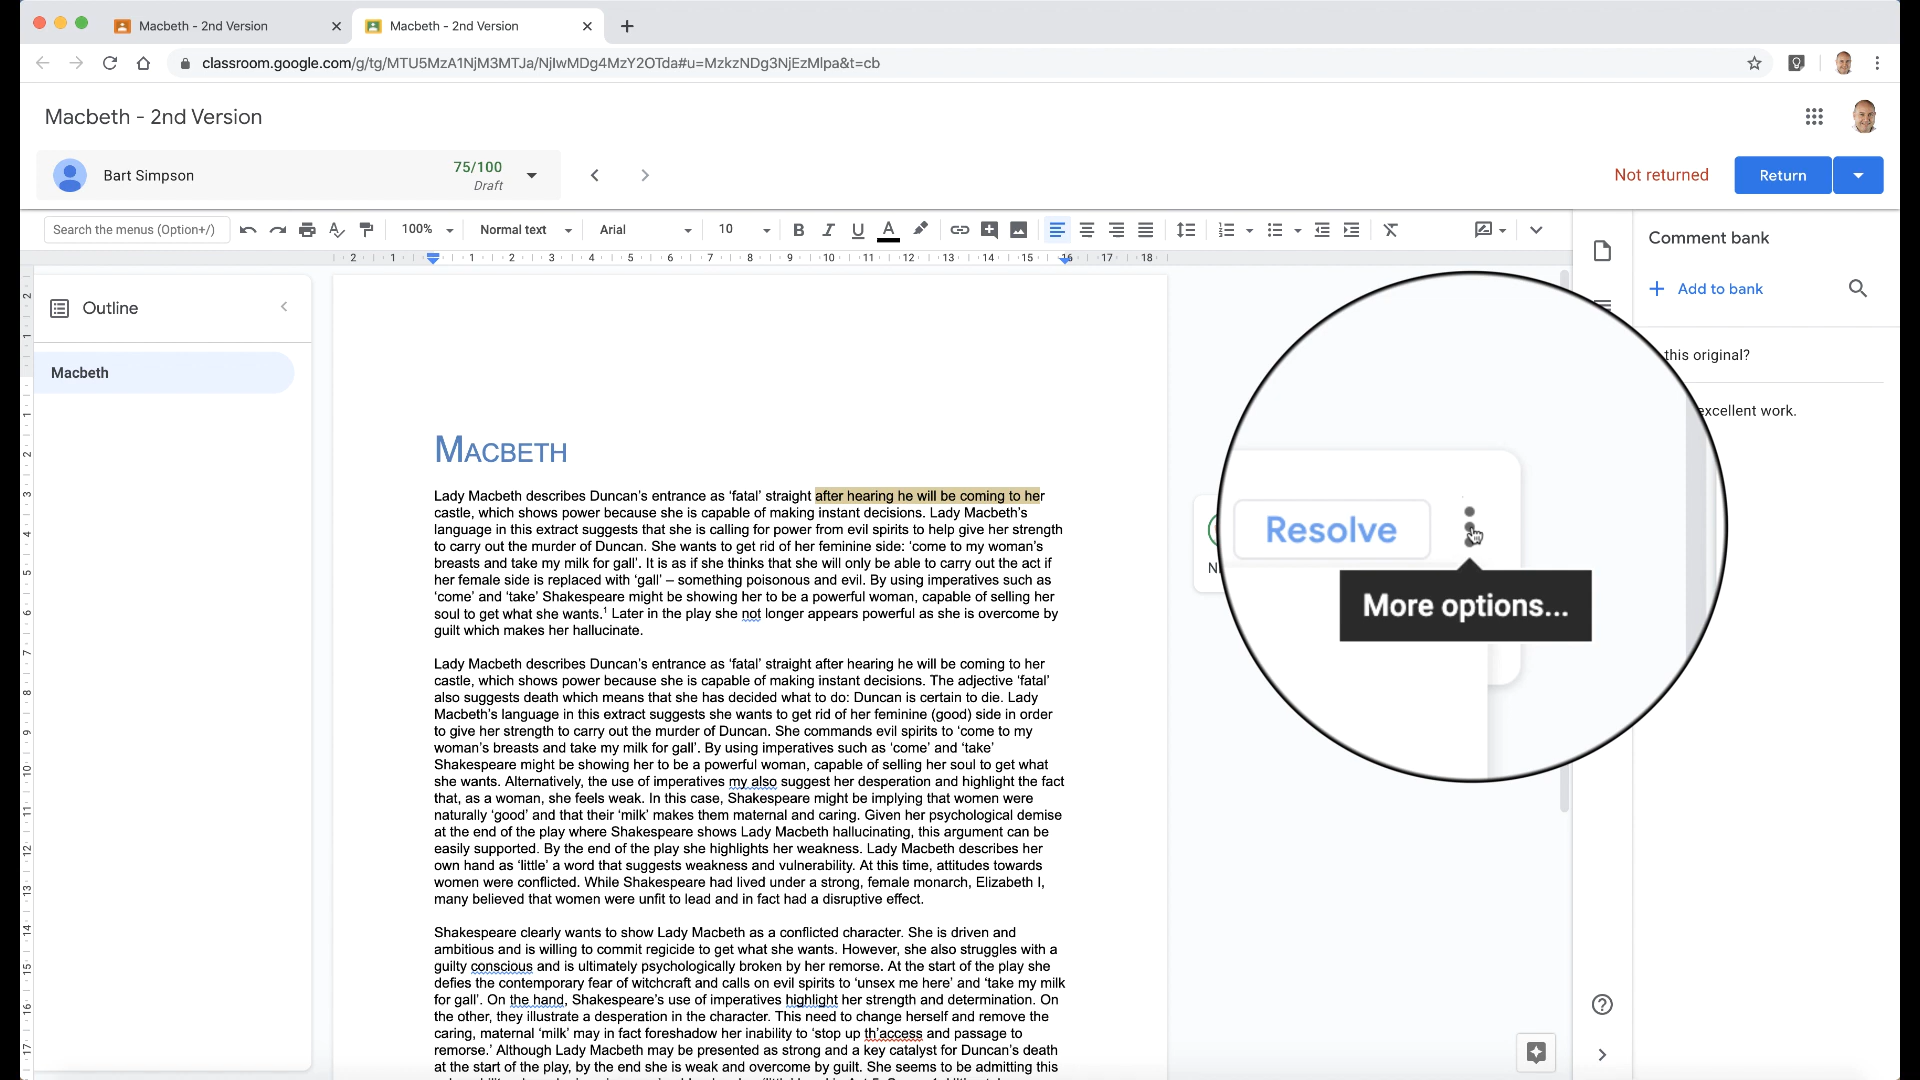 Macbeth - 2nd Version
Macbeth - 2nd Version
classroom.google.com/g/tg/MTU5MzA1NjM3MTJa/NjIwMDg4MzY2OTda#u=MzkzNDg3NjEzMlpa&t=cb
Macbeth - 2nd Version
Bart Simpson
75/100
Draft
Not returned
Return
Search the menus (Option+/)
100%
Normal text
Arial
10
Comment bank
2 1 1 2 3 4 5 6 7 8 9 10 11 12 13 14 15 16 17 18
Add to bank
Outline
this original?
Macbeth
excellent work.
MACBETH
Lady Macbeth describes Duncan's entrance as 'fatal' straight after hearing he will be coming to her
castle, which shows power because she is capable of making instant decisions. Lady Macbeth's
language in this extract suggests that she is calling for power from evil spirits to help give her strength
to carry out the murder of Duncan. She wants to get rid of her feminine side: 'come to my woman's
breasts and take my milk for gall'. It is as if she thinks that she will only be able to carry out the act if
her female side is replaced with 'gall' – something poisonous and evil. By using imperatives such as
'come' and 'take' Shakespeare might be showing her to be a powerful woman, capable of selling her
soul to get what she wants.¹ Later in the play she not longer appears powerful as she is overcome by
guilt which makes her hallucinate.
Resolve
More options...
Lady Macbeth describes Duncan's entrance as 'fatal' straight after hearing he will be coming to her
castle, which shows power because she is capable of making instant decisions. The adjective 'fatal'
also suggests death which means that she has decided what to do: Duncan is certain to die. Lady
Macbeth's language in this extract suggests she wants to get rid of her feminine (good) side in order
to give her strength to carry out the murder of Duncan. She commands evil spirits to 'come to my
woman's breasts and take my milk for gall'. By using imperatives such as 'come' and 'take'
Shakespeare might be showing her to be a powerful woman, capable of selling her soul to get what
she wants. Alternatively, the use of imperatives my also suggest her desperation and highlight the fact
that, as a woman, she feels weak. In this case, Shakespeare might be implying that women were
naturally 'good' and that their 'milk' makes them maternal and caring. Given her psychological demise
at the end of the play where Shakespeare shows Lady Macbeth hallucinating, this argument can be
easily supported. By the end of the play she highlights her weakness. Lady Macbeth describes her
own hand as 'little' a word that suggests weakness and vulnerability. At this time, attitudes towards
women were conflicted. While Shakespeare had lived under a strong, female monarch, Elizabeth I,
many believed that women were unfit to lead and in fact had a disruptive effect.
Shakespeare clearly wants to show Lady Macbeth as a conflicted character. She is driven and
ambitious and is willing to commit regicide to get what she wants. However, she also struggles with a
guilty conscious and is ultimately psychologically broken by her remorse. At the start of the play she
defies the contemporary fear of witchcraft and calls on evil spirits to 'unsex me here' and 'take my milk
for gall'. On the hand, Shakespeare's use of imperatives highlight her strength and determination. On
the other, they illustrate a desperation in the character. This need to change herself and remove the
caring, maternal 'milk' may in fact foreshadow her inability to 'stop up th'access and passage to
remorse.' Although Lady Macbeth may be presented as strong and a key catalyst for Duncan's death
at the start of the play, by the end she is weak and overcome by guilt. She seems to be admitting this